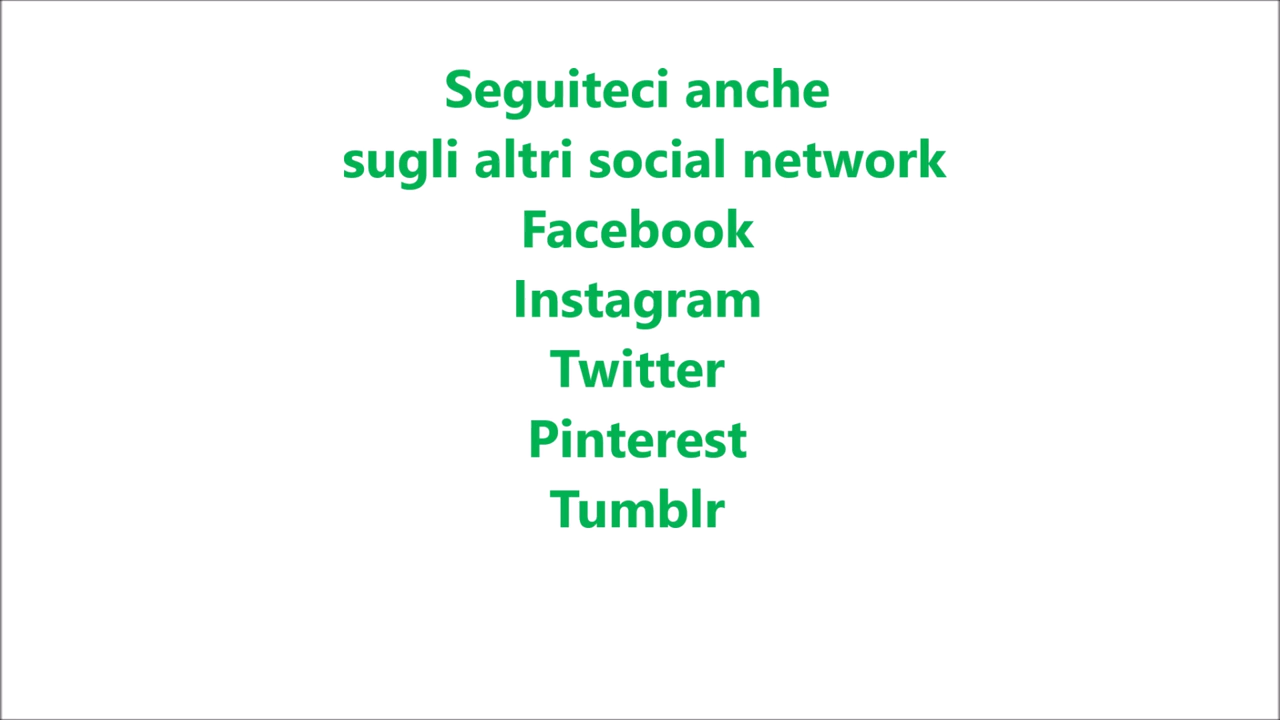 Seguiteci anche
sugli altri social network
Facebook
Instagram
Twitter
Pinterest
Tumblr